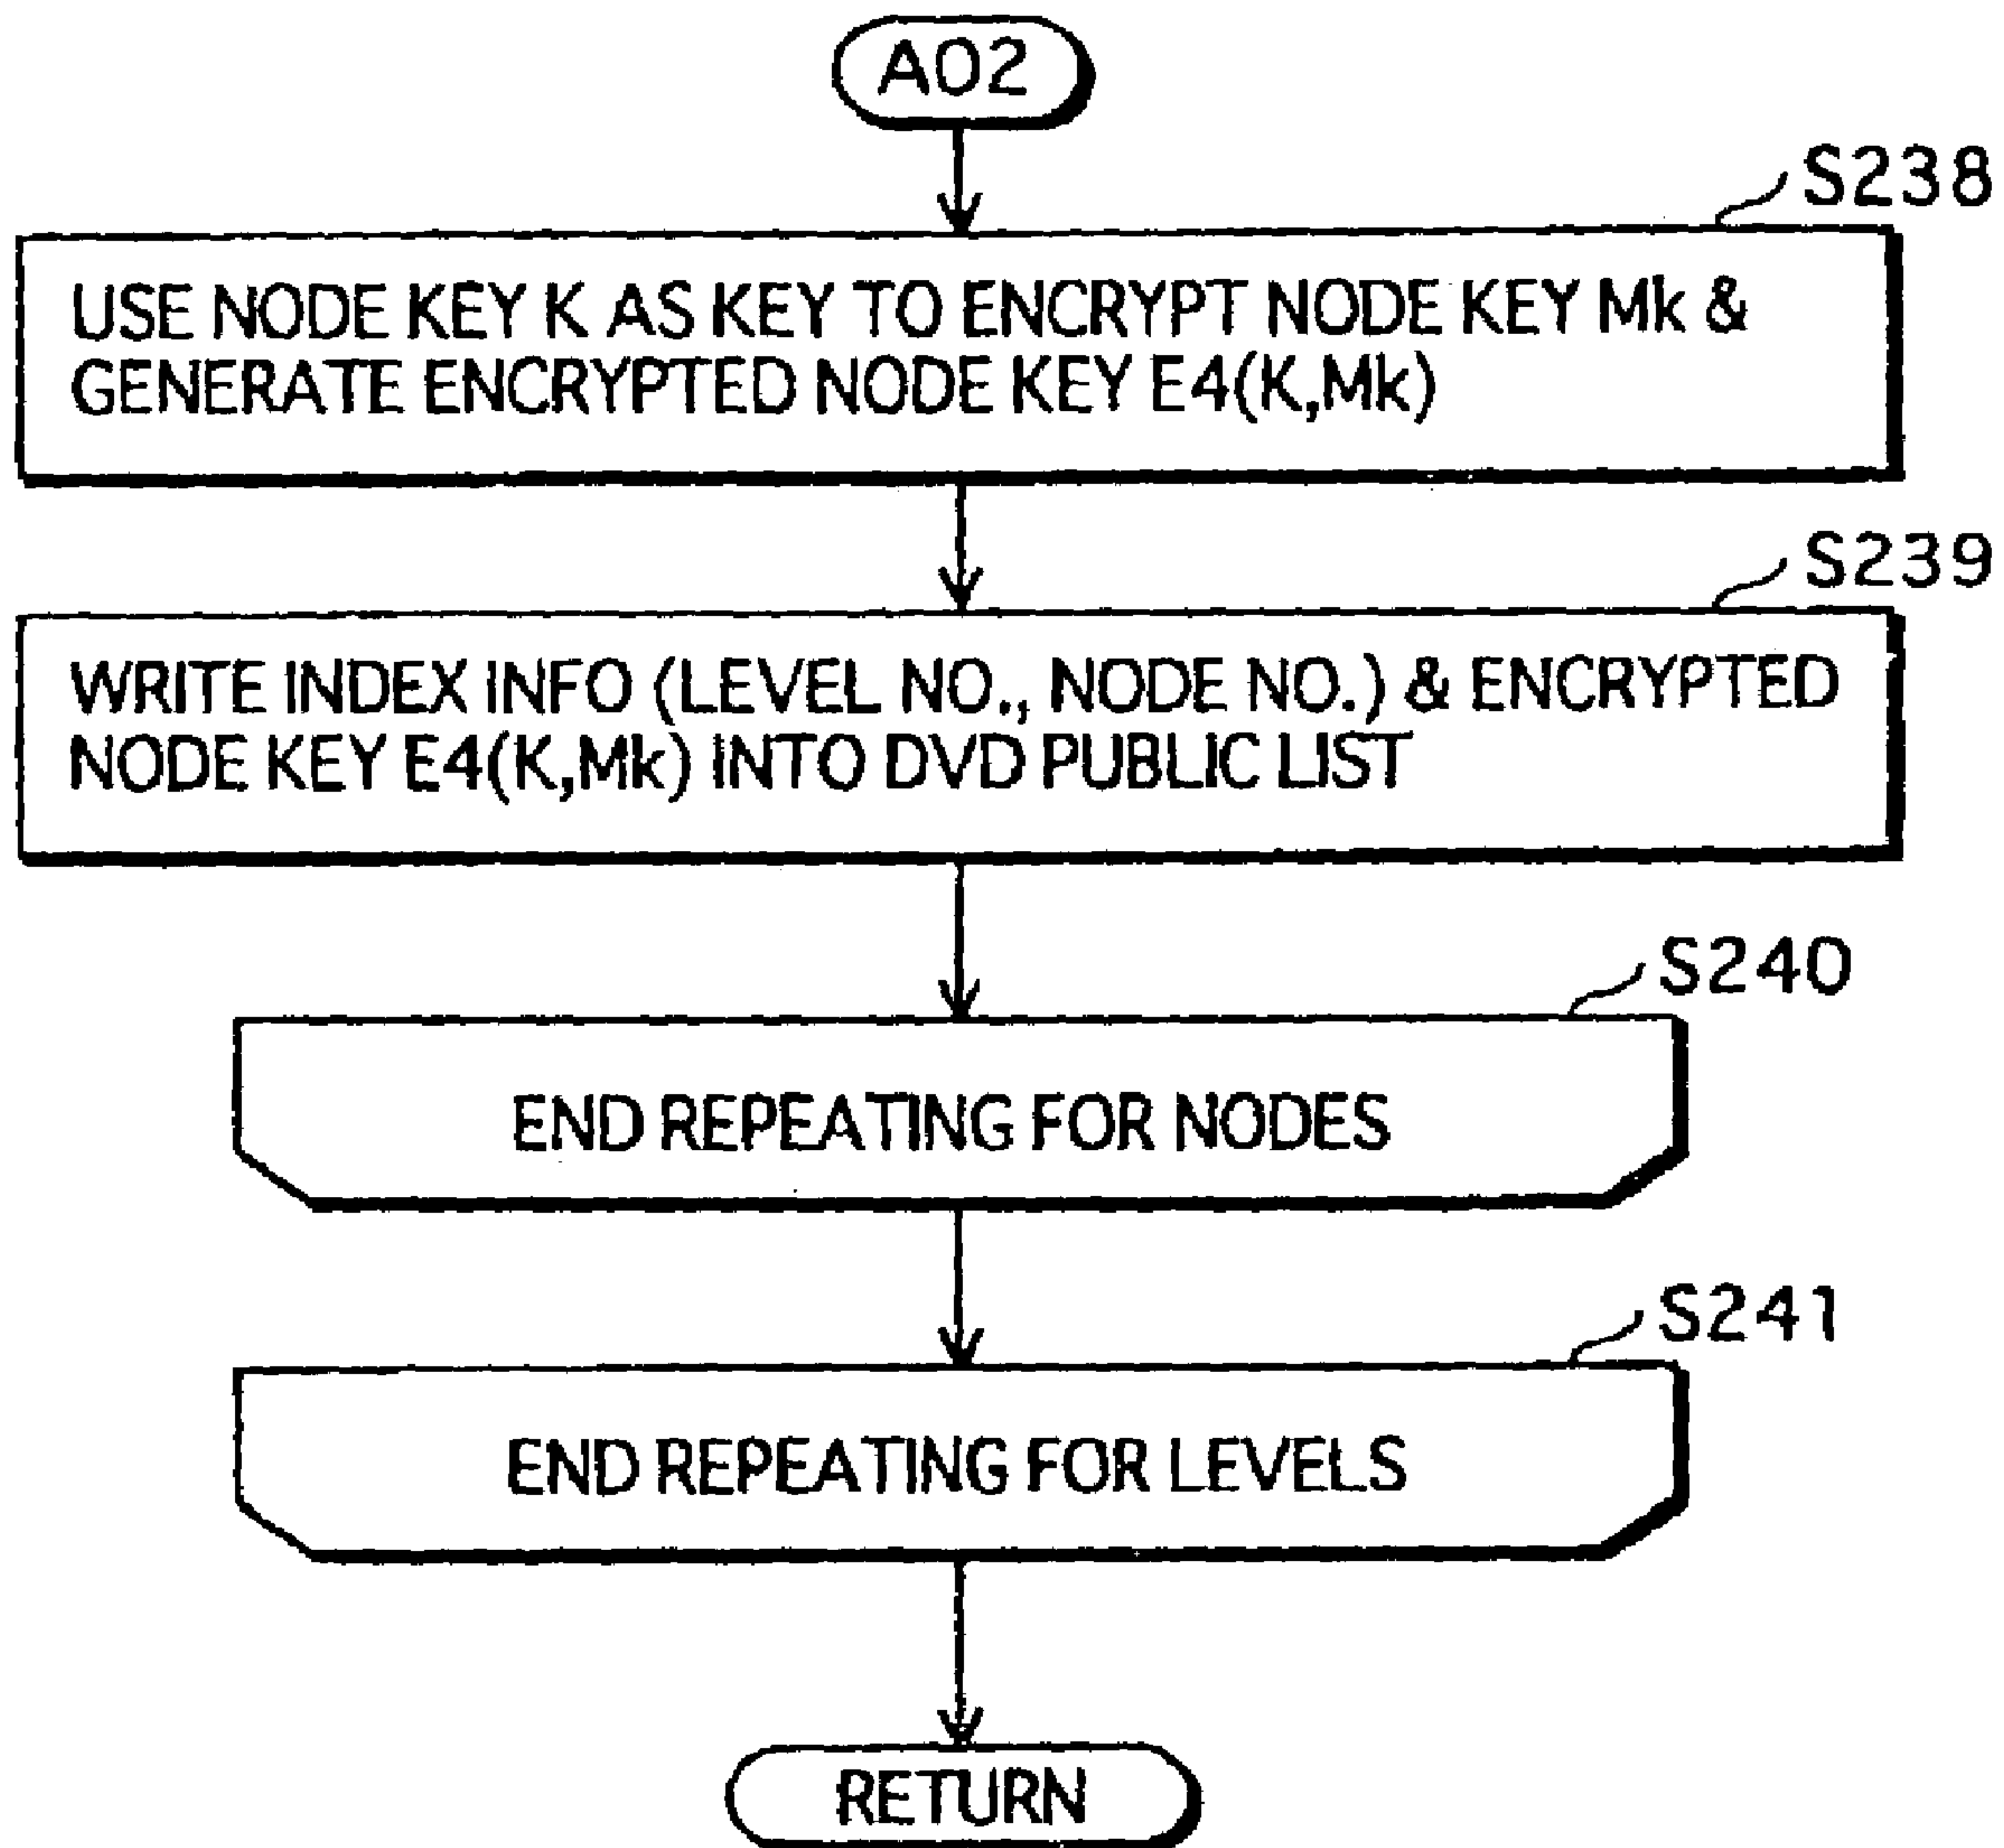 A02
S238
USE NODE KEY K AS KEY TO ENCRYPT NODE KEY Mk &
GENERATE ENCRYPTED NODE KEY E4(K,Mk)
S239
WRITE INDEX INFO (LEVEL NO., NODE NO.) & ENCRYPTED
NODE KEY E4(K,Mk) INTO DVD PUBLIC LIST
S240
END REPEATING FOR NODES
S241
END REPEATING FOR LEVELS
RETURN